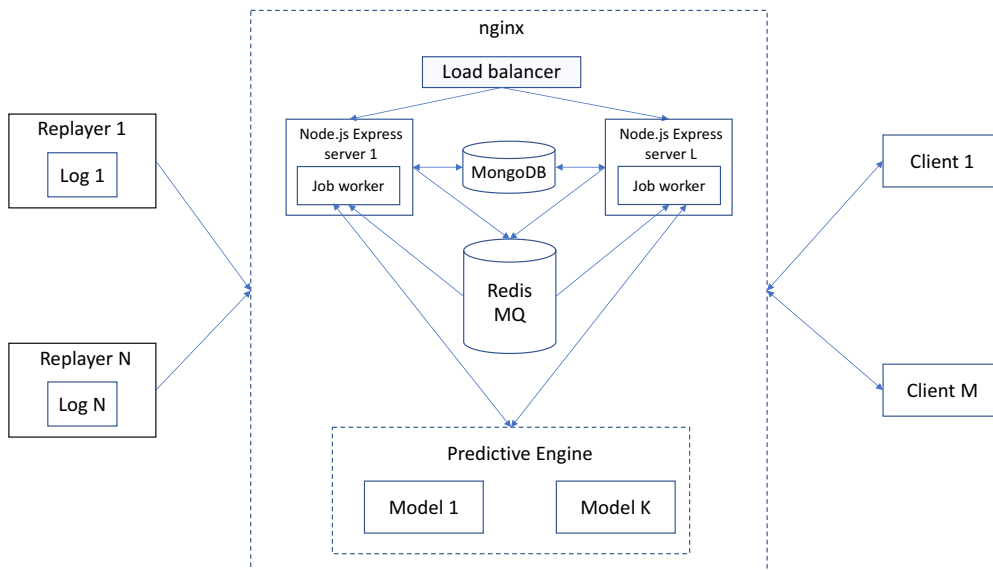 nginx
Load balancer
Replayer 1
Log 1
Node.js Express
server 1
Job worker
MongoDB
Node.js Express
server L
Job worker
Client 1
Redis
MQ
Replayer N
Log N
Client M
Predictive Engine
Model 1
Model K